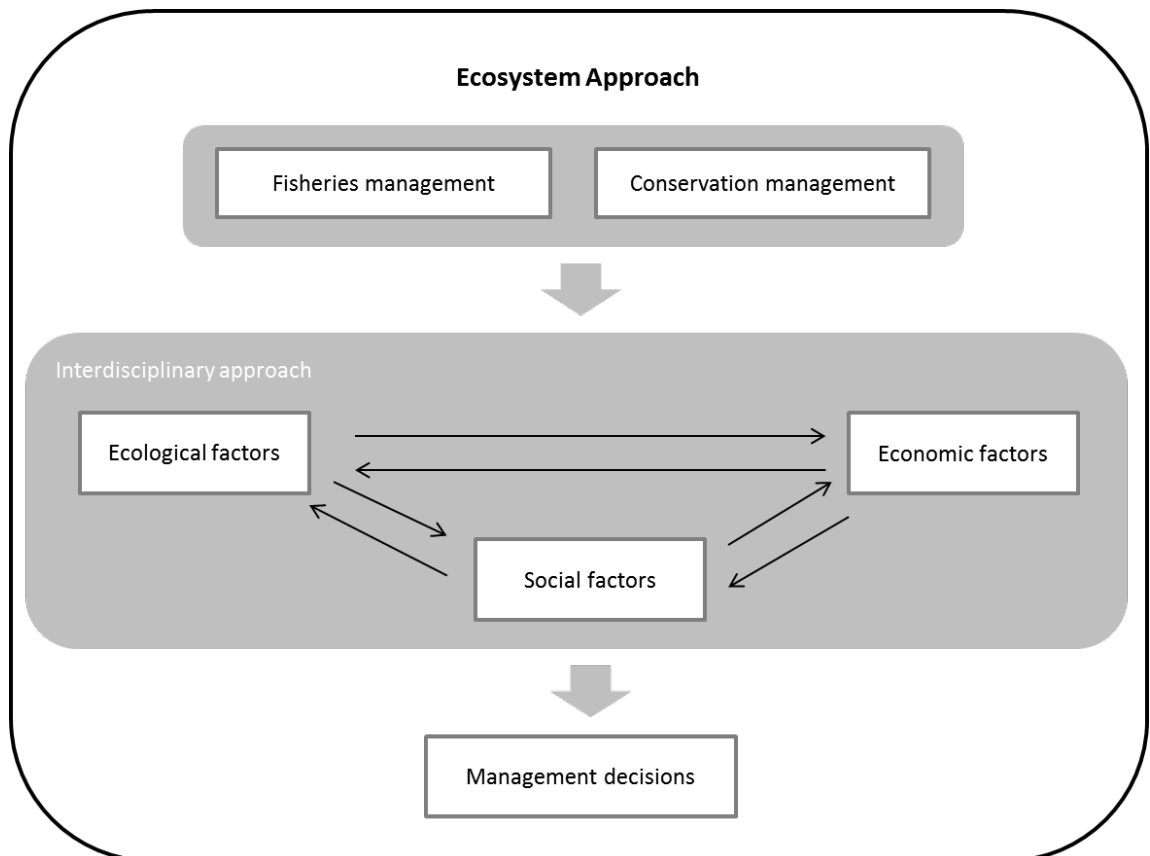 Ecosystem Approach
Fisheries management
Conservation management
Interdisciplinary approach
Ecological factors
Economic factors
Social factors
Management decisions